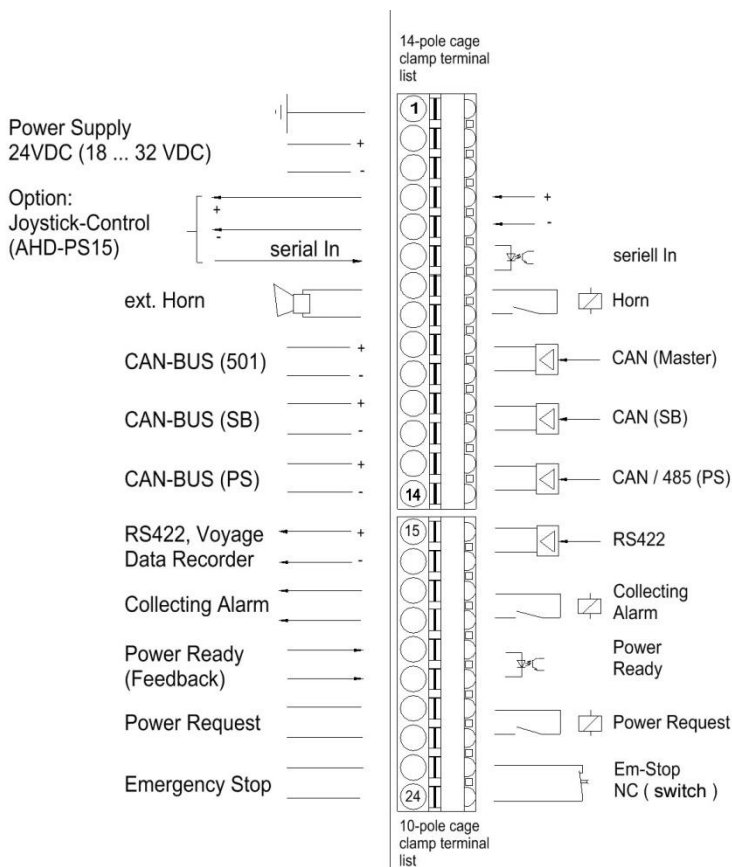 14-pole cage
clamp terminal
list
1
Power Supply
24VDC (18 ... 32 VDC)
+
-
Option:
Joystick-Control
(AHD-PS15)
+
-
serial In
+
-
seriell In
ext. Horn
Horn
CAN-BUS (501)
+
-
CAN (Master)
CAN-BUS (SB)
+
-
CAN (SB)
CAN-BUS (PS)
+
-
14
CAN / 485 (PS)
RS422, Voyage
Data Recorder
+
-
15
RS422
Collecting Alarm
Collecting
Alarm
Power Ready
(Feedback)
Power
Ready
Power Request
Power Request
Emergency Stop
24
Em-Stop
NC ( switch )
10-pole cage
clamp terminal
list